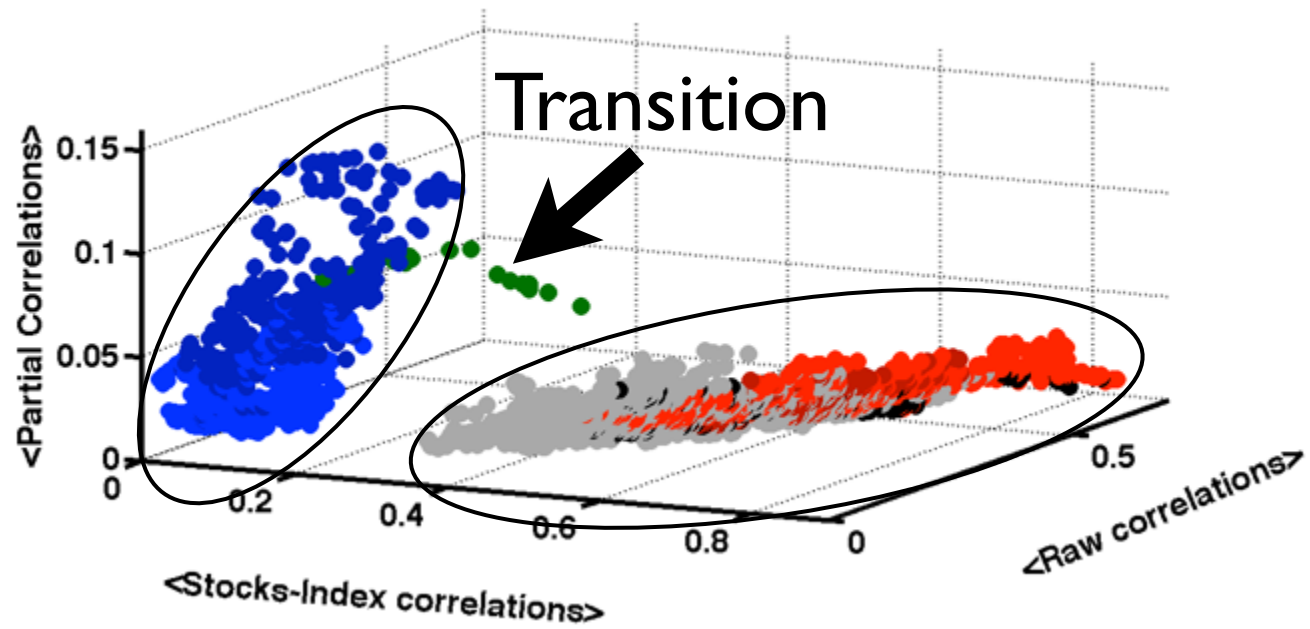 Transition
<Partial Correlations>
0.15
0.1
0.05
0
0
0.2
0.4
0.6
0.8
0
0.5
<Stocks-Index correlations>
<Raw correlations>